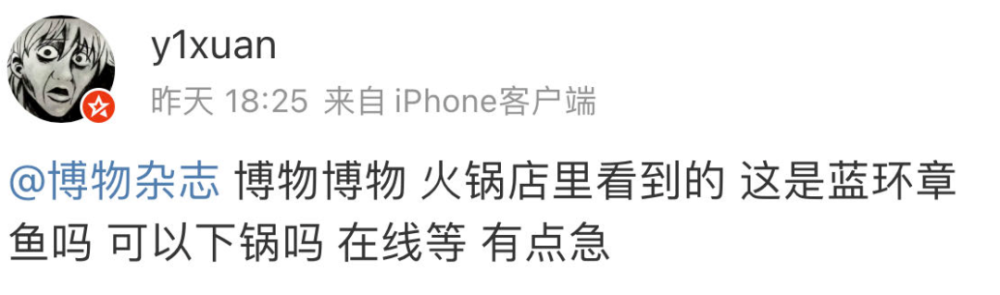 y1xuan
昨天 18:25 来自 iPhone客户端
@博物杂志 博物博物 火锅店里看到的 这是蓝环章
鱼吗 可以下锅吗 在线等 有点急